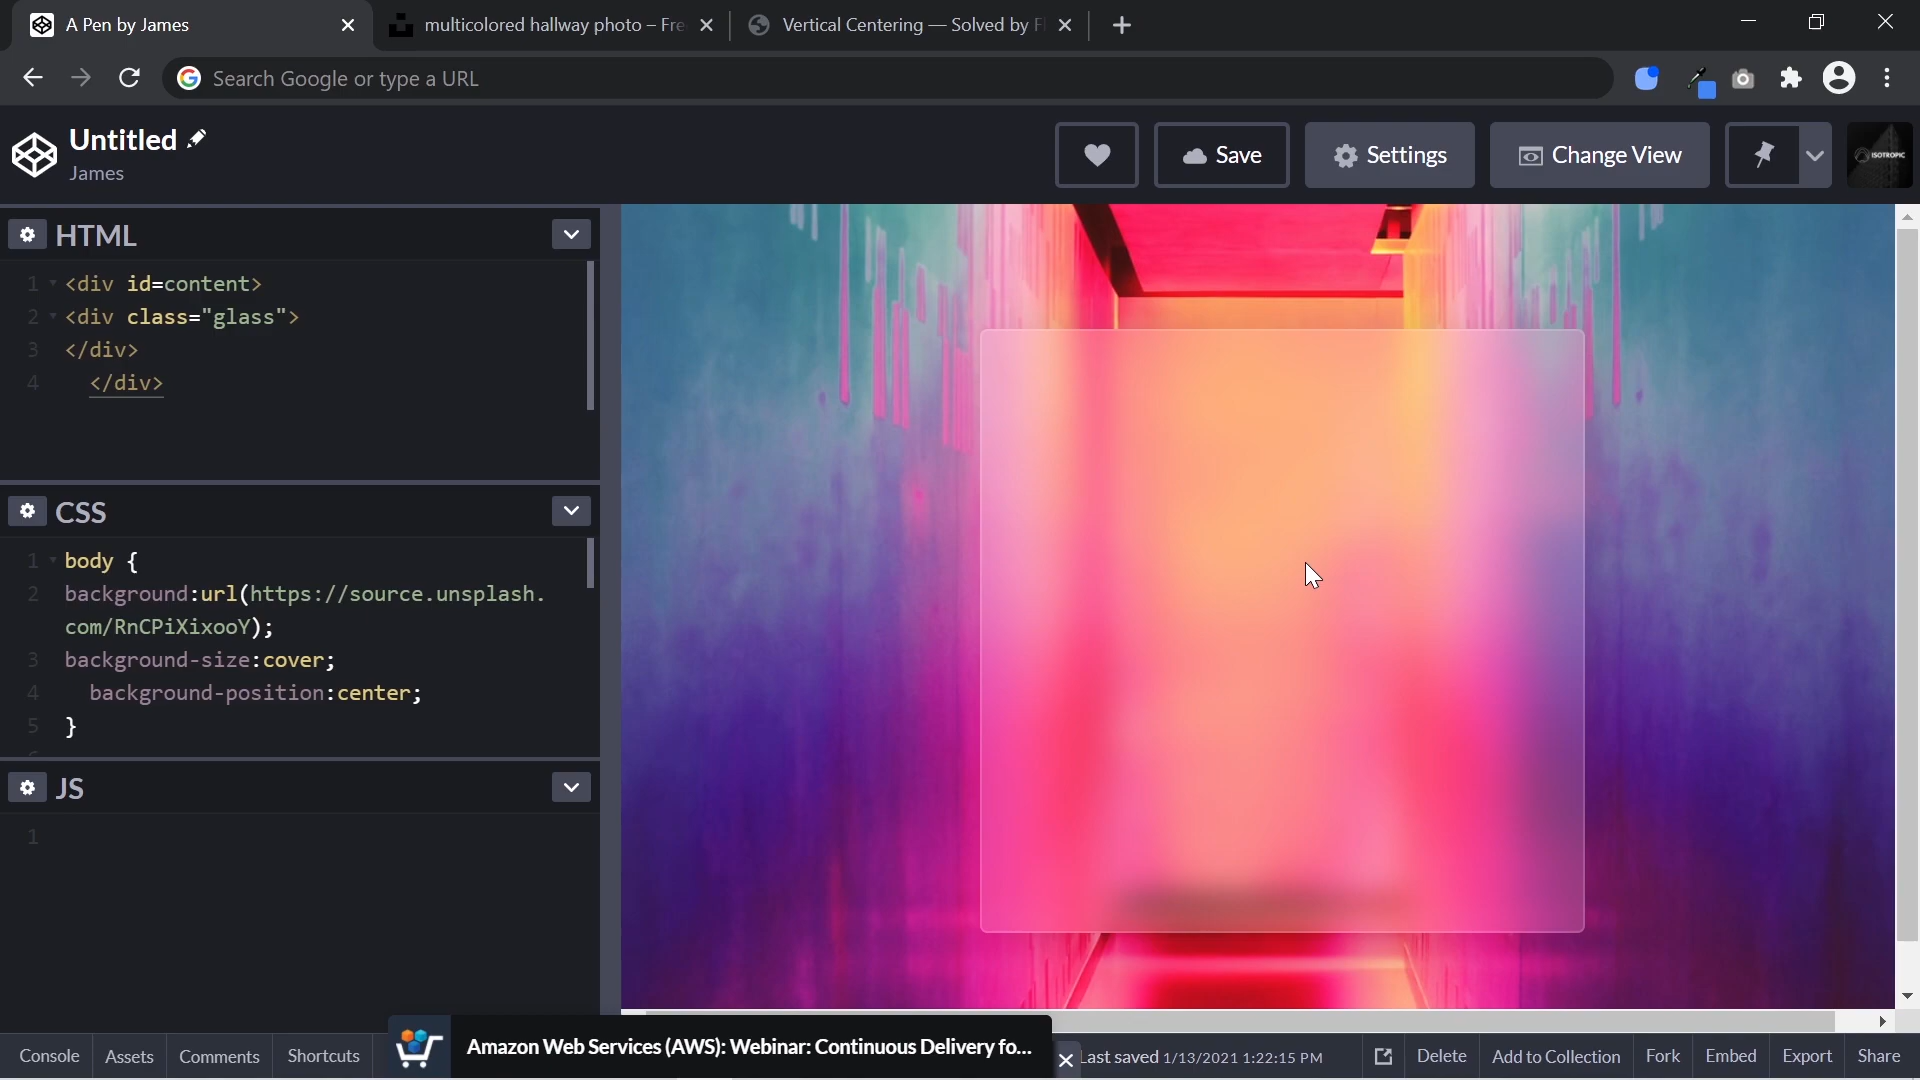 A Pen by James
multicolored hallway photo – Fre
Vertical Centering — Solved by Fl
Search Google or type a URL
Untitled
James
Save
Settings
Change View
ISOTROPIC
HTML
1 <div id=content>
2 <div class="glass">
3 </div>
4 </div>
CSS
1 body {
2 background:url(https://source.unsplash.
com/RnCPiXixooY);
3 background-size:cover;
4 background-position:center;
5 }
JS
1
Console
Assets
Comments
Shortcuts
Amazon Web Services (AWS): Webinar: Continuous Delivery fo...
Last saved 1/13/2021 1:22:15 PM
Delete
Add to Collection
Fork
Embed
Export
Share